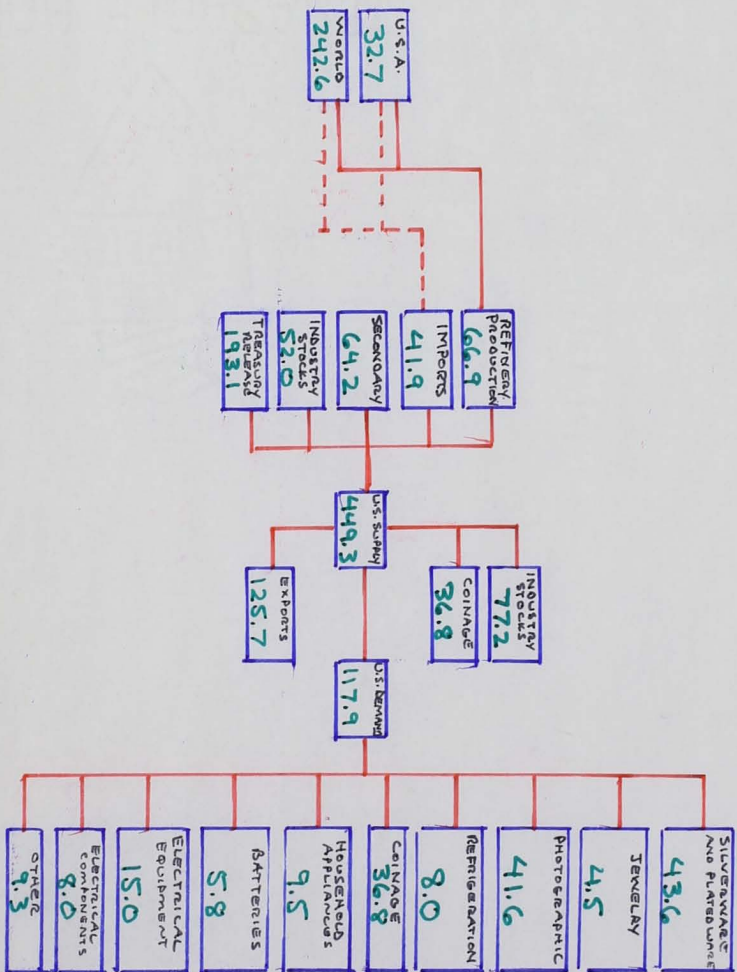 U.S.A.
32.7
WORLD
242.6
REFINERY
PRODUCTION
66.9
IMPORTS
41.9
SECONDARY
64.2
INDUSTRY
STOCKS
52.0
TREASURY
RELEASE
193.1
U.S. SUPPLY
449.3
INDUSTRY
STOCKS
77.2
COINAGE
36.8
EXPORTS
125.7
U.S. DEMAND
117.9
SILVERWARE
AND PLATEDWARE
43.6
JEWELRY
4.5
PHOTOGRAPHIC
41.6
REFRIGERATION
8.0
COINAGE
36.8
HOUSEHOLD
APPLIANCES
9.5
BATTERIES
5.8
ELECTRICAL
EQUIPMENT
15.0
ELECTRICAL
COMPONENTS
8.0
OTHER
9.3